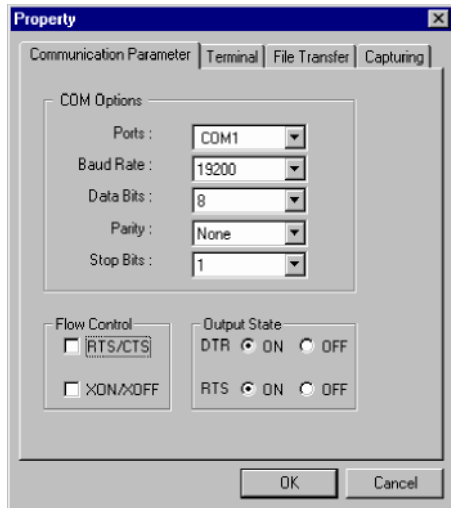 Property
Communication Parameter Terminal File Transfer Capturing
COM Options
Ports : COM1
Baud Rate : 19200
Data Bits : 8
Parity : None
Stop Bits : 1
Flow Control
RTS/CTS
XON/XOFF
Output State
DTR ON OFF
RTS ON OFF
OK Cancel